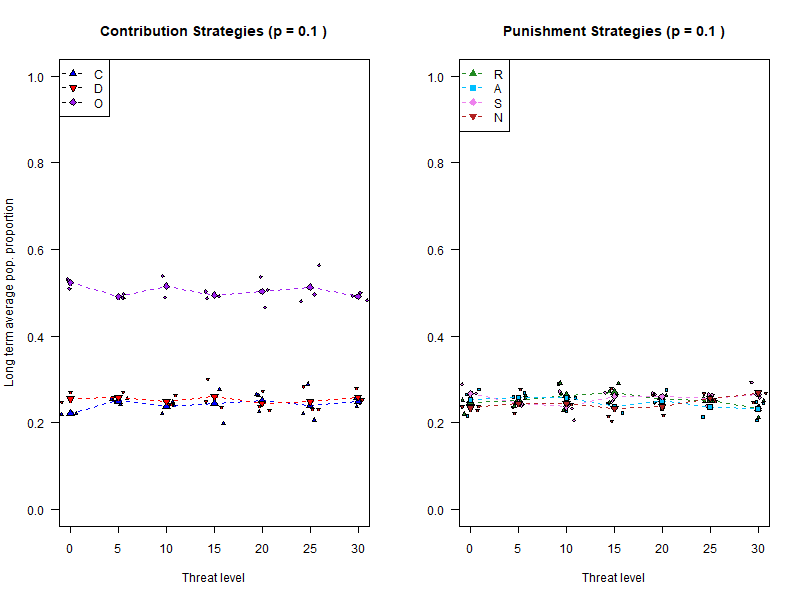 Contribution Strategies (p = 0.1 )
Long term average pop. proportion
1.0
0.8
0.6
0.4
0.2
0.0
C
D
O
0 5 10 15 20 25 30
Threat level
Punishment Strategies (p = 0.1 )
1.0
0.8
0.6
0.4
0.2
0.0
R
A
S
N
0 5 10 15 20 25 30
Threat level